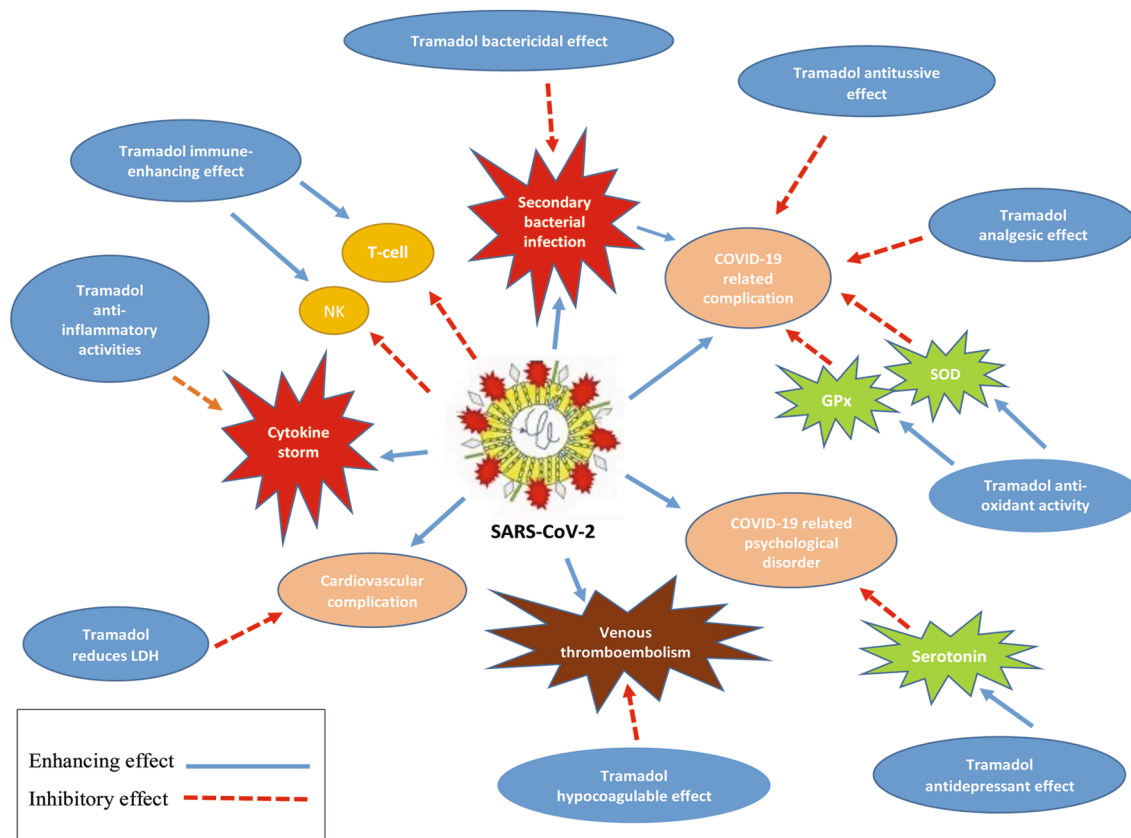 Tramadol bactericidal effect
Tramadol antitussive
effect
Tramadol immune-
enhancing effect
Secondary
bacterial
infection
Tramadol
analgesic effect
T-cell
COVID-19
related
complication
NK
Tramadol
anti-
inflammatory
activities
SOD
GPx
Cytokine
storm
Tramadol anti-
oxidant activity
SARS-CoV-2
COVID-19 related
psychological
disorder
Cardiovascular
complication
Venous
thromboembolism
Tramadol
reduces LDH
Serotonin
Enhancing effect
Inhibitory effect
Tramadol
hypocoagulable effect
Tramadol
antidepressant effect